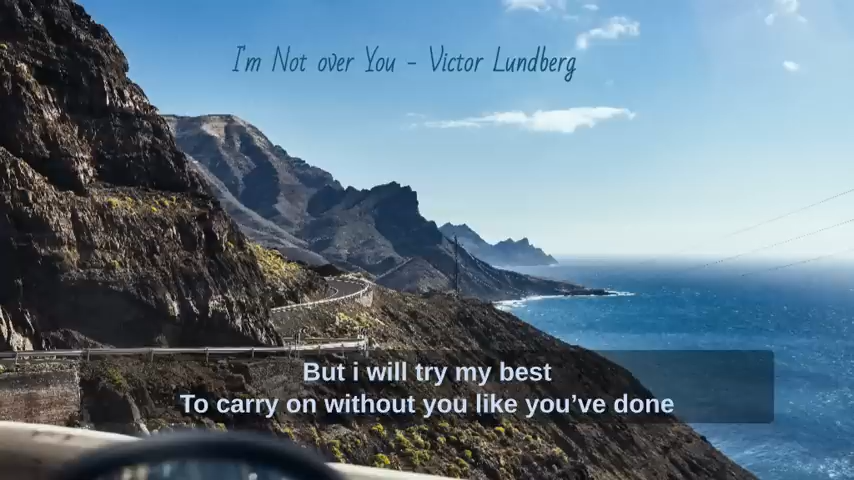 I'm Not over You - Victor Lundberg
But i will try my best
To carry on without you like you’ve done